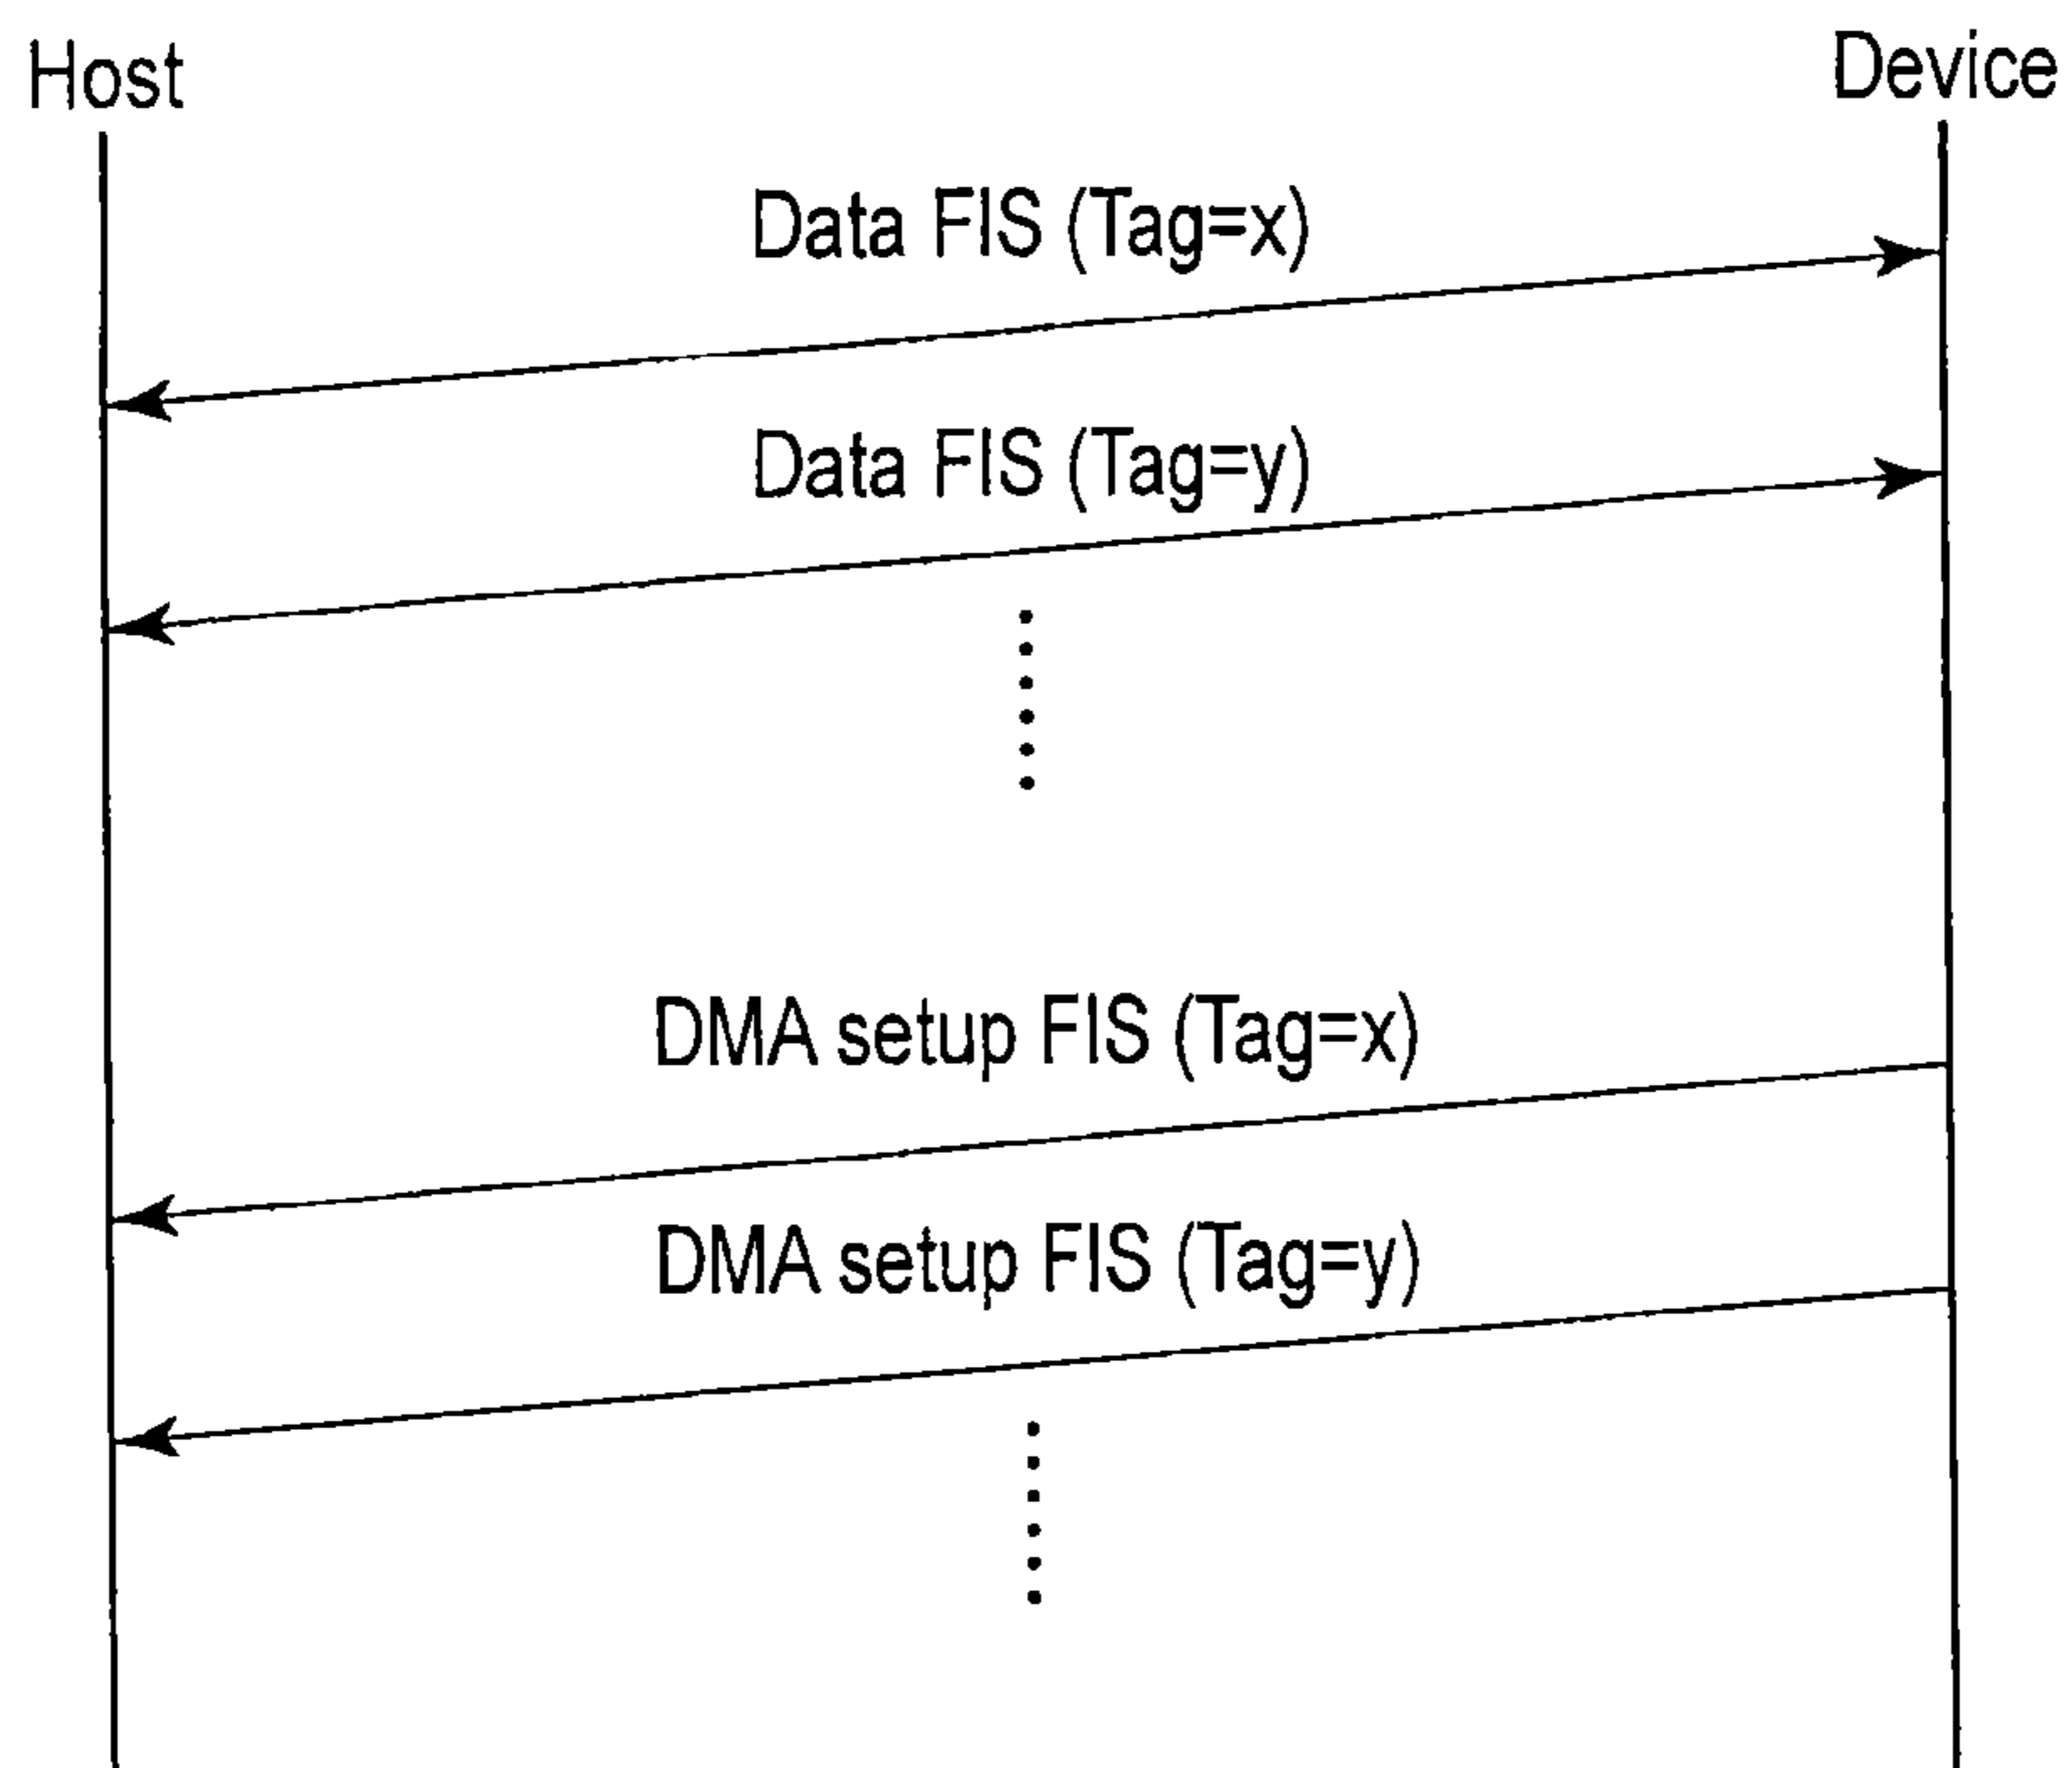 Host
Device
Data FIS (Tag=x)
Data FIS (Tag=y)
DMA setup FIS (Tag=x)
DMA setup FIS (Tag=y)